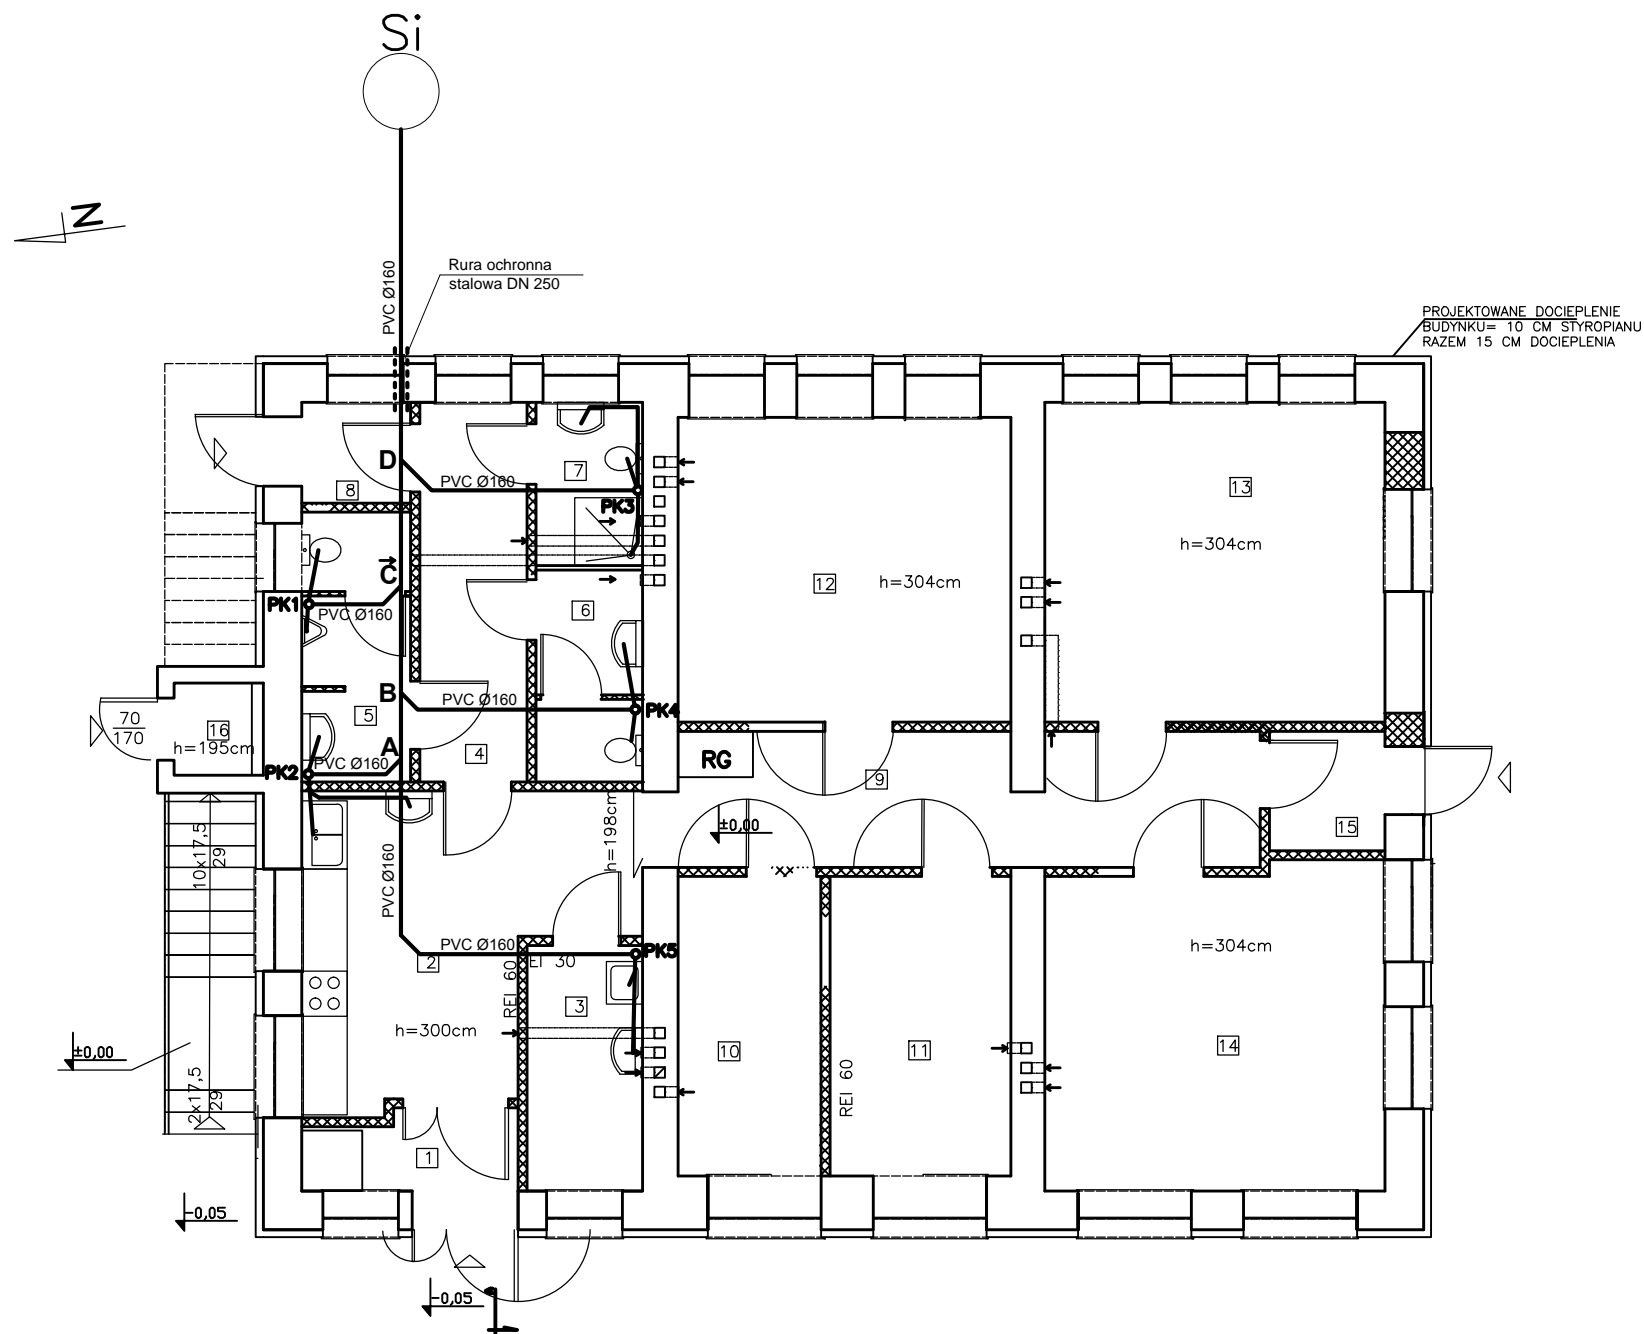 Si
N
PVC Ø160
Rura ochronna
stalowa DN 250
PROJEKTOWANE DOCIEPLENIE
BUDYNKU= 10 CM STYROPIANU
RAZEM 15 CM DOCIEPLENIA
D
PVC Ø160
7
8
PK3
13
h=304cm
C
PK1
PVC Ø160
6
12
h=304cm
B
PVC Ø160
PK4
5
70
170
16
h=195cm
A
PVC Ø160
PK2
4
RG
9
±0,00
15
h=198cm
10x17,5
29
PVC Ø160
PVC Ø160
PK5
2
REI 60
EI 30
3
h=300cm
h=304cm
10
11
14
REI 60
±0,00
2x17,5
29
1
-0,05
-0,05